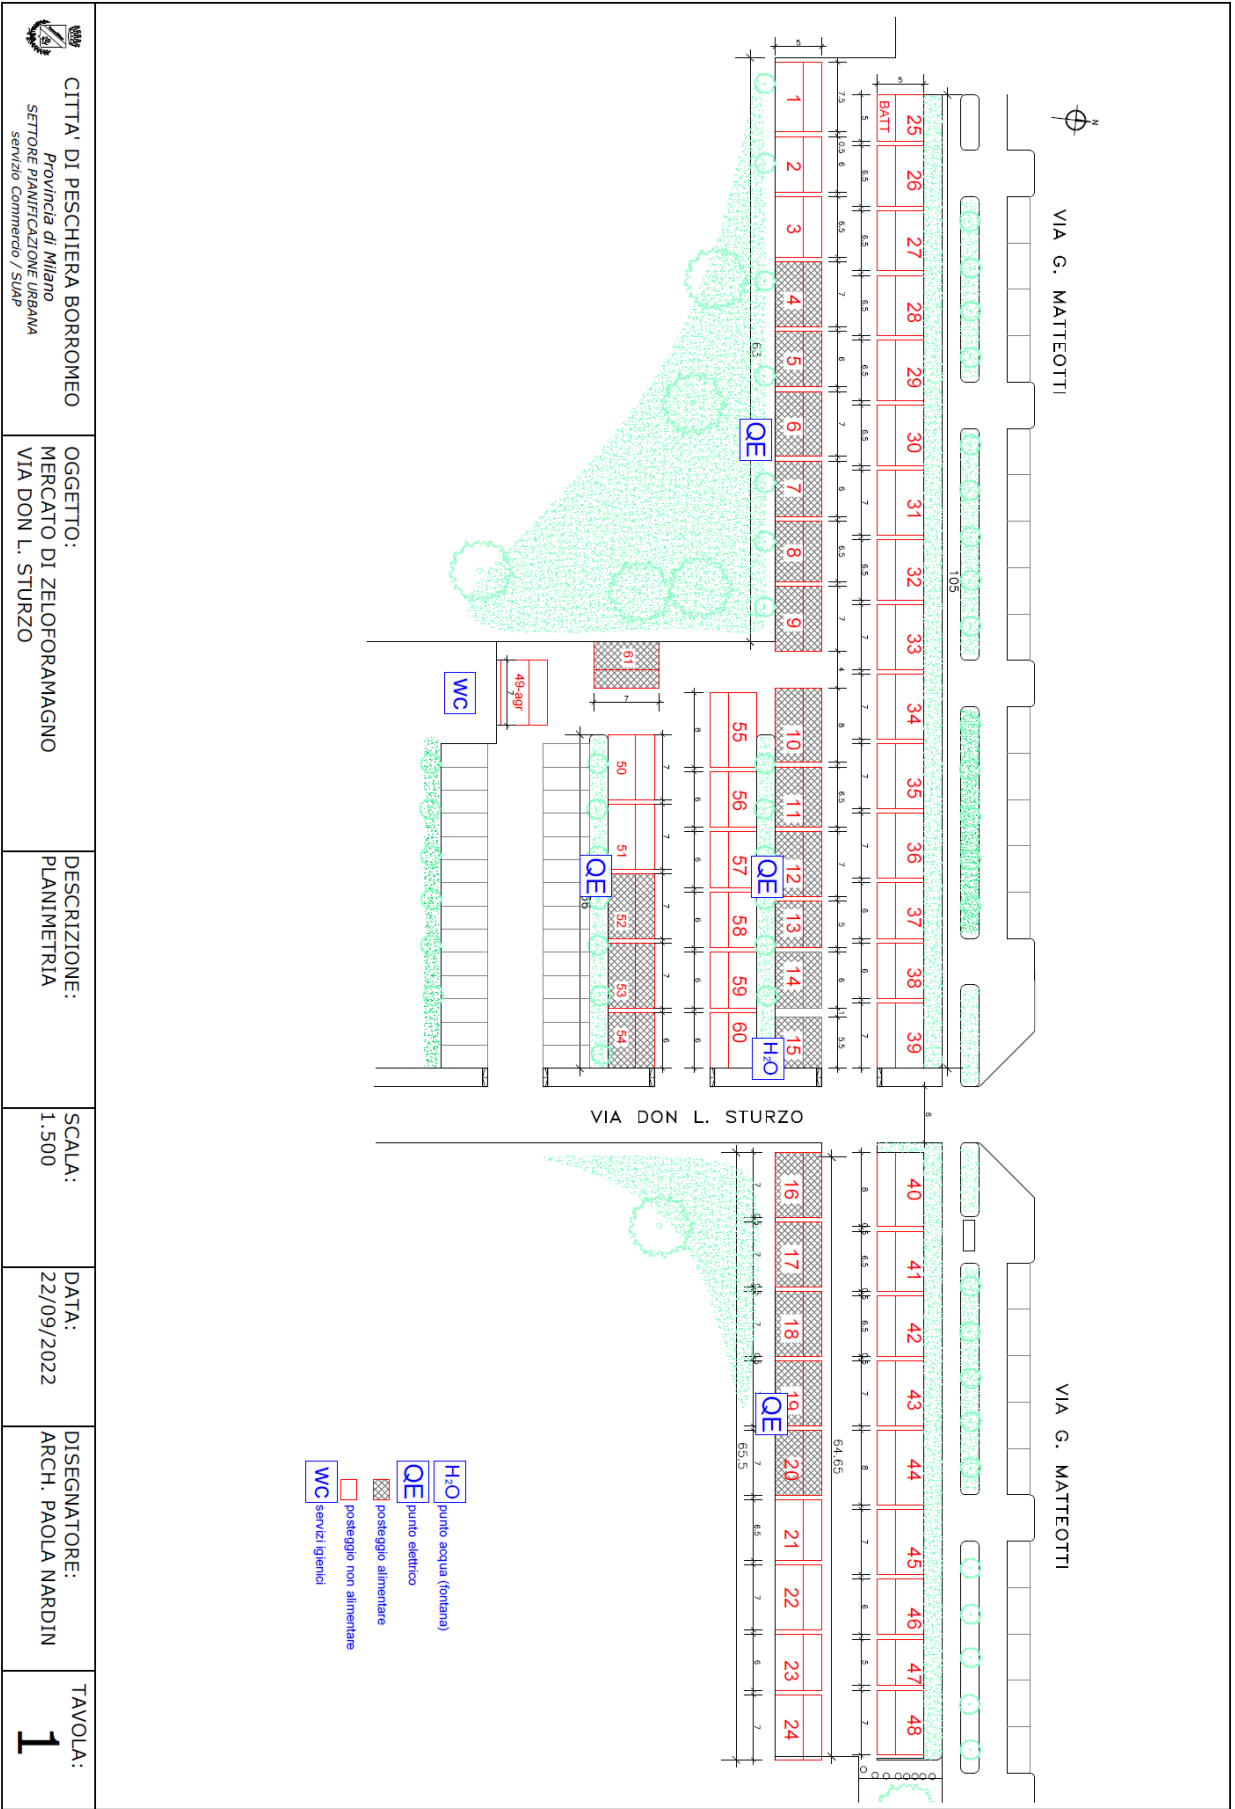 CITTA' DI PESCHIERA BORROMEO
Provincia di Milano
SETTORE PIANIFICAZIONE URBANA
servizio Commercio / SUAP
OGGETTO:
MERCATO DI ZELOFORAMAGNO
VIA DON L. STURZO
DESCRIZIONE:
PLANIMETRIA
SCALA:
1.500
DATA:
22/09/2022
DISEGNATORE:
ARCH. PAOLA NARDIN
TAVOLA:
1
N
VIA G. MATTEOTTI
VIA G. MATTEOTTI
105
25
BATT
26
27
28
29
30
31
32
33
34
35
36
37
38
39
40
41
42
43
44
45
46
47
48
1
2
3
4
5
6
7
8
9
10
11
12
13
14
15
16
17
18
19
20
21
22
23
24
64.65
65.5
63
QE
QE
QE
QE
H2O
55
56
57
58
59
60
61
49-agr
7
WC
50
51
52
53
54
VIA DON L. STURZO
H2O punto acqua (fontana)
QE punto elettrico
posteggio alimentare
posteggio non alimentare
WC servizi igienici